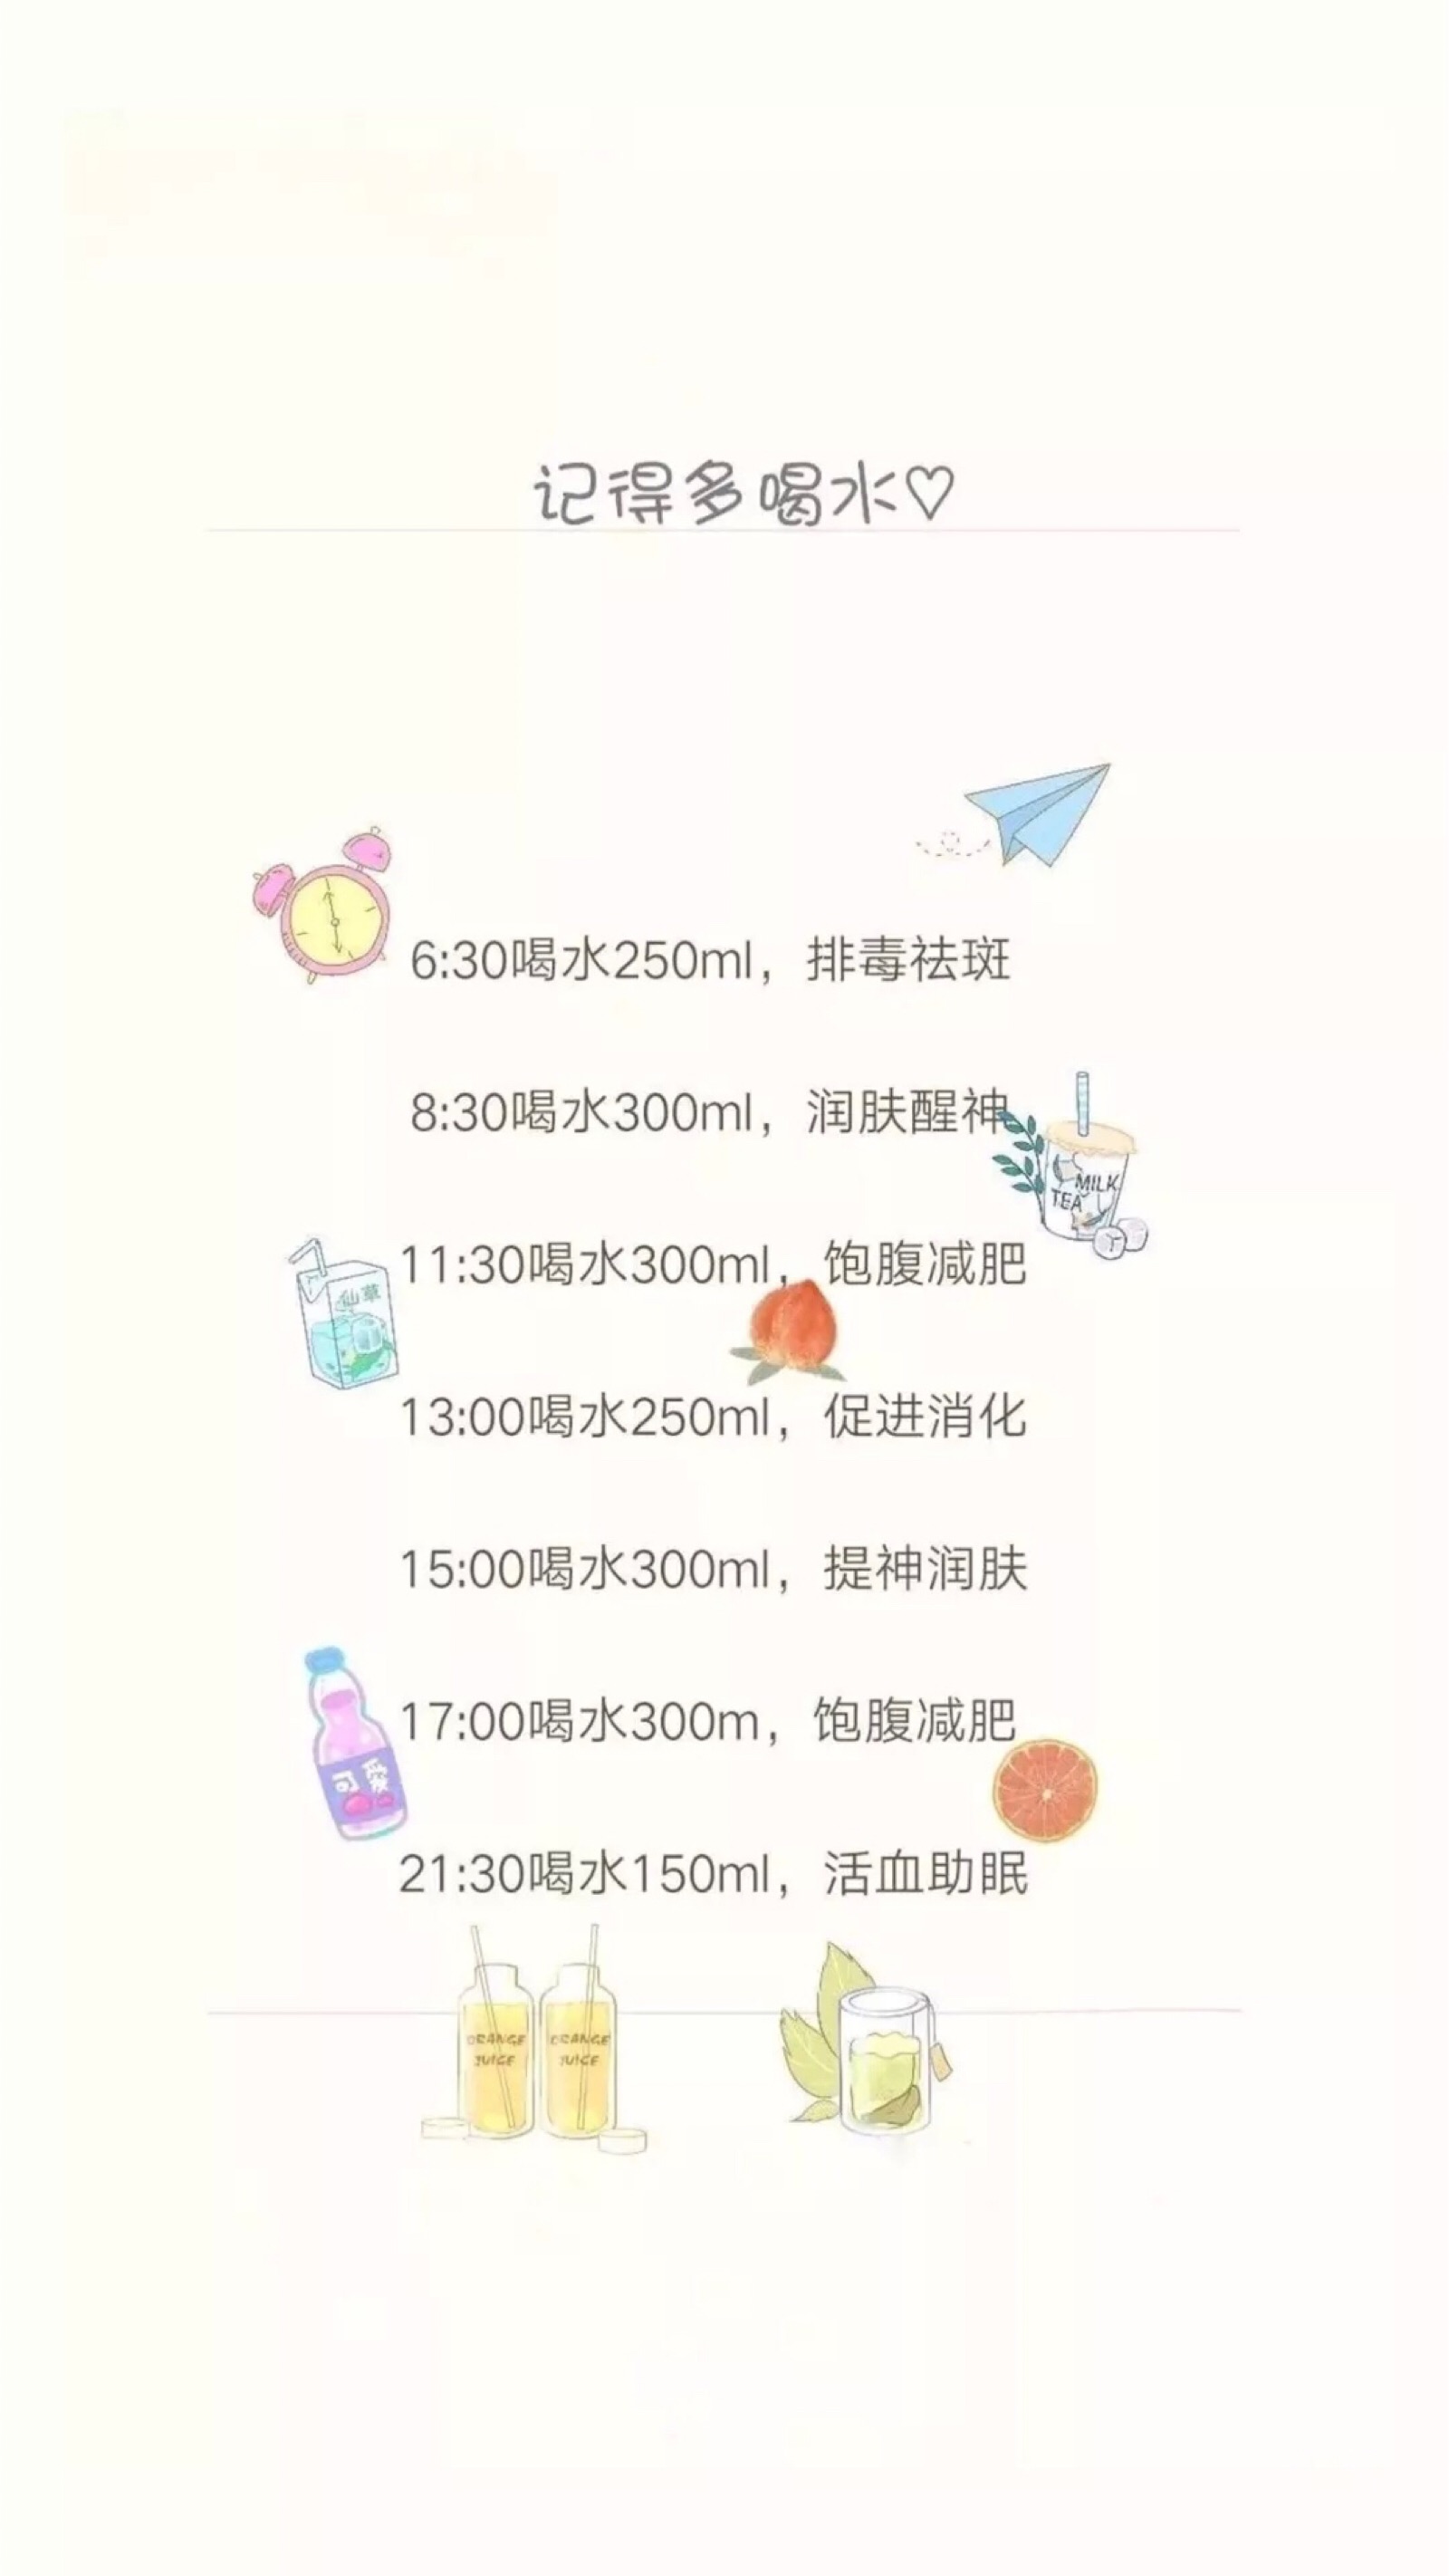 记得多喝水♡
6:30喝水250ml，排毒祛斑
8:30喝水300ml，润肤醒神
MILK
TEA
11:30喝水300ml，饱腹减肥
仙草
13:00喝水250ml，促进消化
15:00喝水300ml，提神润肤
17:00喝水300m，饱腹减肥
可爱
21:30喝水150ml，活血助眠
ORANGE ORANGE
JUICE JUICE